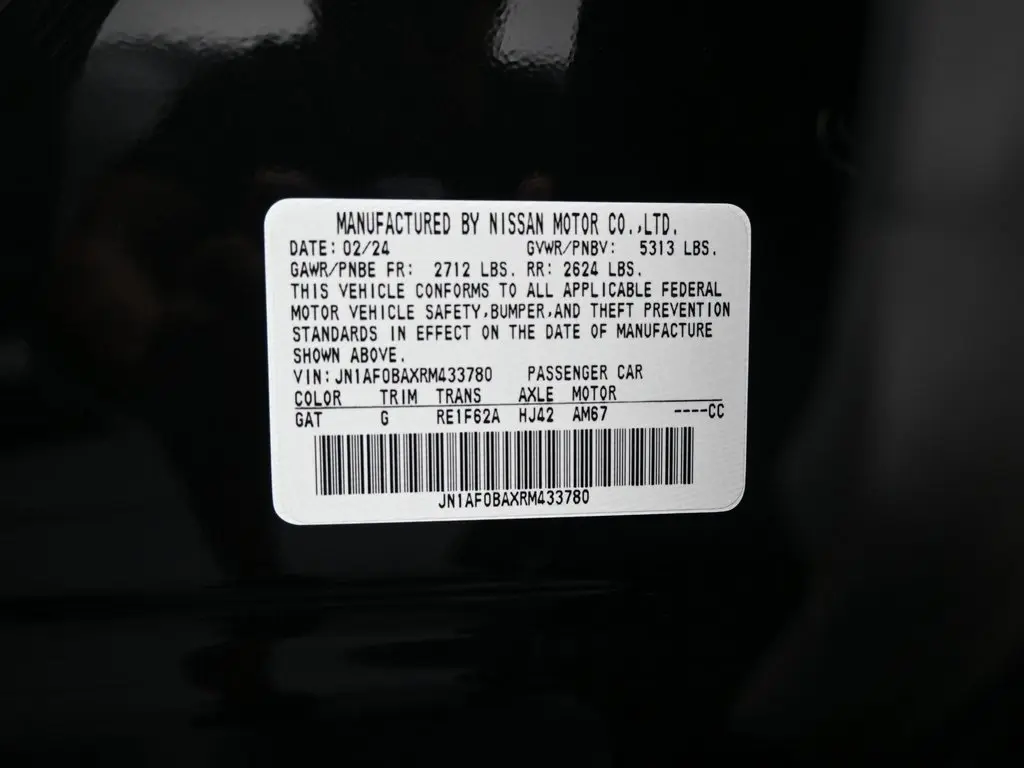 MANUFACTURED BY NISSAN MOTOR CO.,LTD.
DATE: 02/24 GVWR/PNBV: 5313 LBS.
GAWR/PNBE FR: 2712 LBS. RR: 2624 LBS.
THIS VEHICLE CONFORMS TO ALL APPLICABLE FEDERAL
MOTOR VEHICLE SAFETY,BUMPER,AND THEFT PREVENTION
STANDARDS IN EFFECT ON THE DATE OF MANUFACTURE
SHOWN ABOVE.
VIN: JN1AF0BAXRM433780 PASSENGER CAR
COLOR TRIM TRANS AXLE MOTOR
GAT G RE1F62A HJ42 AM67 ----CC
JN1AF0BAXRM433780